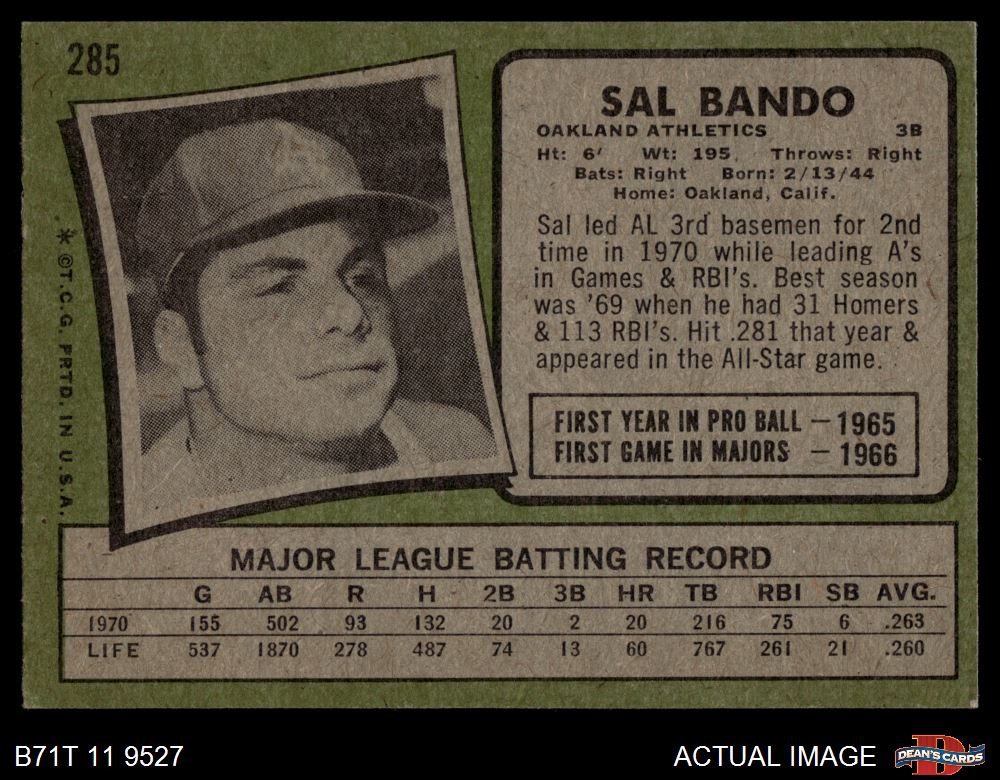 285
* ©T.C.G. PRTD. IN U.S.A.
SAL BANDO
OAKLAND ATHLETICS 3B
Ht: 6' Wt: 195 Throws: Right
Bats: Right Born: 2/13/44
Home: Oakland, Calif.
Sal led AL 3rd basemen for 2nd
time in 1970 while leading A's
in Games & RBI's. Best season
was '69 when he had 31 Homers
& 113 RBI's. Hit .281 that year &
appeared in the All-Star game.
FIRST YEAR IN PRO BALL — 1965
FIRST GAME IN MAJORS — 1966
MAJOR LEAGUE BATTING RECORD
G AB R H 2B 3B HR TB RBI SB AVG.
1970 155 502 93 132 20 2 20 216 75 6 .263
LIFE 537 1870 278 487 74 13 60 767 261 21 .260
B71T 11 9527
ACTUAL IMAGE
D
DEAN'S CARDS